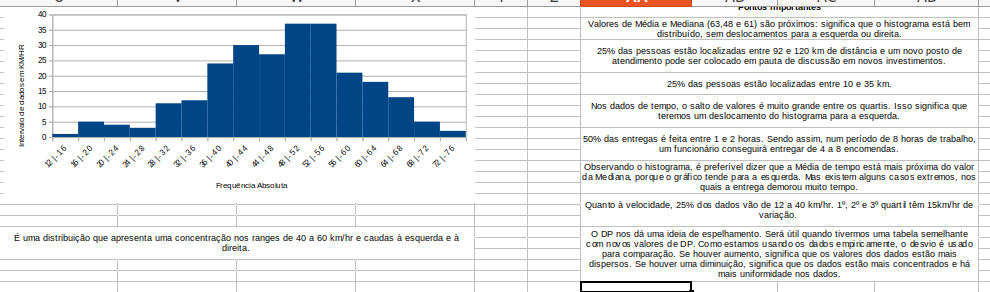 AA
Pontos Importantes
40
35
30
25
20
15
10
5
0
Intervalo de dados em KM/HR
12|-16
16|-20
20|-24
24|-28
28|-32
32|-36
36|-40
40|-44
44|-48
48|-52
52|-56
56|-60
60|-64
64|-68
68|-72
72|-76
Frequência Absoluta
É uma distribuição que apresenta uma concentração nos ranges de 40 a 60 km/hr e caudas à esquerda e à
direita.
Valores de Média e Mediana (63,48 e 61) são próximos: significa que o histograma está bem
distribuído, sem deslocamentos para a esquerda ou direita.
25% das pessoas estão localizadas entre 92 e 120 km de distância e um novo posto de
atendimento pode ser colocado em pauta de discussão em novos investimentos.
25% das pessoas estão localizadas entre 10 e 35 km.
Nos dados de tempo, o salto de valores é muito grande entre os quartis. Isso significa que
teremos um deslocamento do histograma para a esquerda.
50% das entregas é feita entre 1 e 2 horas. Sendo assim, num período de 8 horas de trabalho,
um funcionário conseguirá entregar de 4 a 8 encomendas.
Observando o histograma, é preferível dizer que a Média de tempo está mais próxima do valor
da Mediana, porque o gráfico tende para a esquerda. Mas existem alguns casos extremos, nos
quais a entrega demorou muito tempo.
Quanto à velocidade, 25% dos dados vão de 12 a 40 km/hr. 1º, 2º e 3º quartil têm 15km/hr de
variação.
O DP nos dá uma ideia de espelhamento. Será útil quando tivermos uma tabela semelhante
com novos valores de DP. Como estamos usando os dados empiricamente, o desvio é usado
para comparação. Se houver aumento, significa que os valores dos dados estão mais
dispersos. Se houver uma diminuição, significa que os dados estão mais concentrados e há
mais uniformidade nos dados.